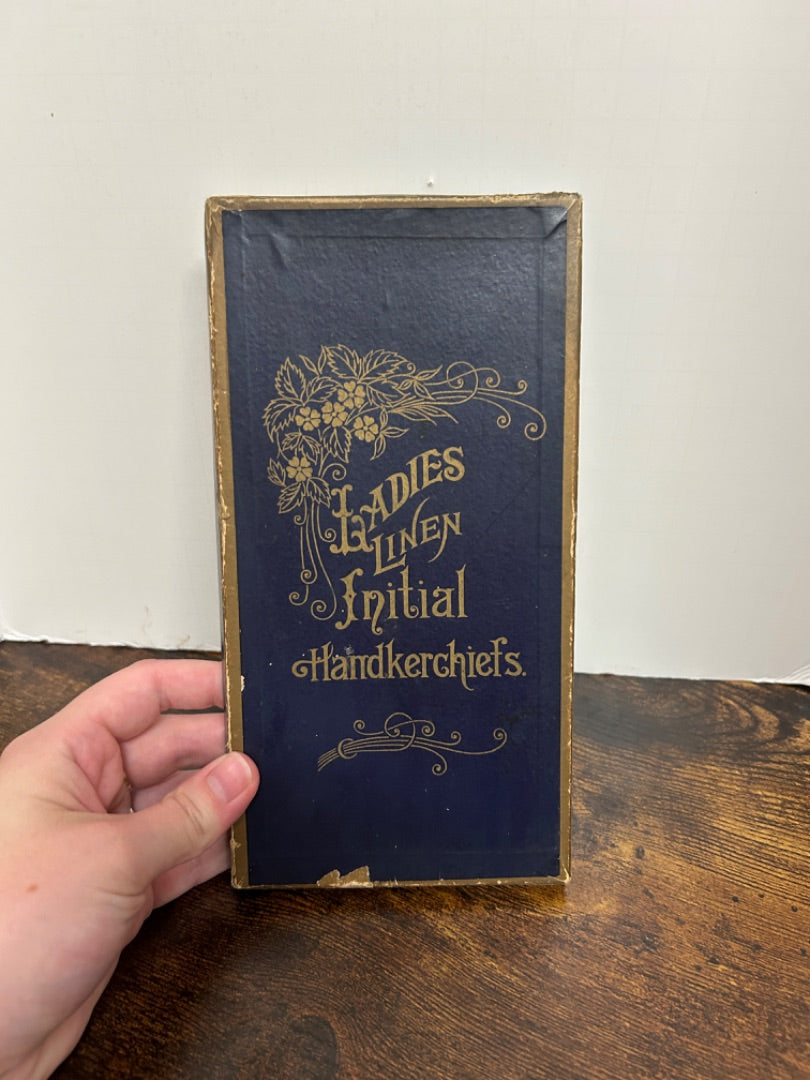 LADIES
LINEN
Initial
Handkerchiefs.